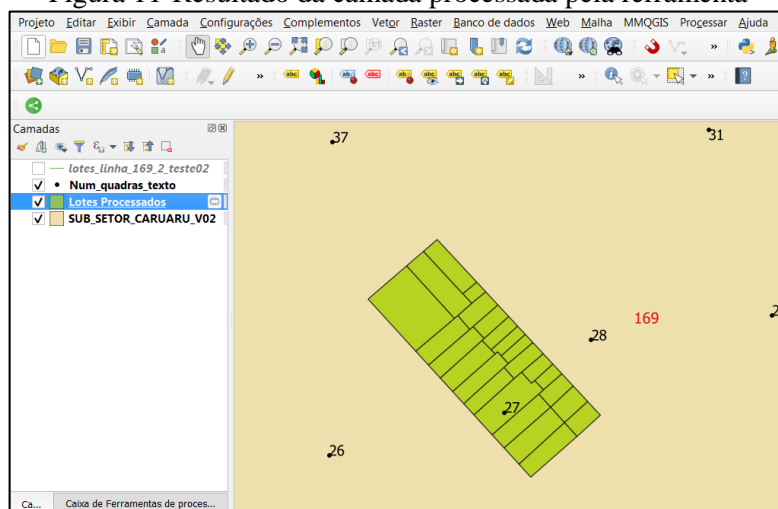 Figura 11-Resultado da camada processada pela ferramenta
Projeto Editar Exibir Camada Configurações Complementos Vetor Raster Banco de dados Web Malha MMQGIS Processar Ajuda
abc abc
Camadas
lotes_linha_169_2_teste02
Num_quadras_texto
Lotes Processados
SUB_SETOR_CARUARU_V02
37
31
169
28
27
26
Ca... Caixa de Ferramentas de proces...